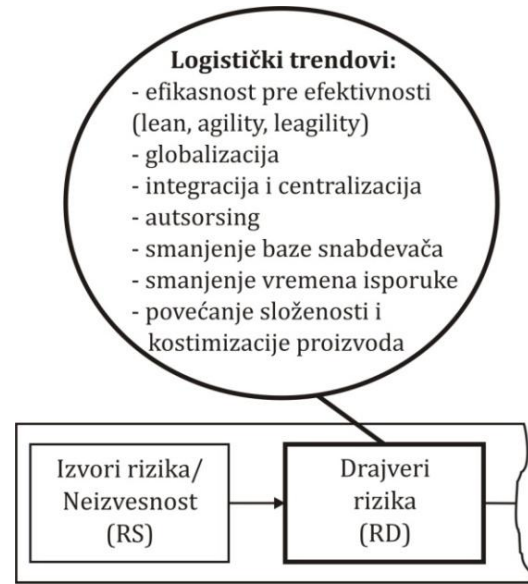 Logistički trendovi:
- efikasnost pre efektivnosti
(lean, agility, leagility)
- globalizacija
- integracija i centralizacija
- autsorsing
- smanjenje baze snabdevača
- smanjenje vremena isporuke
- povećanje složenosti i
kostimizacije proizvoda
Izvori rizika/
Neizvesnost
(RS)
Drajveri
rizika
(RD)